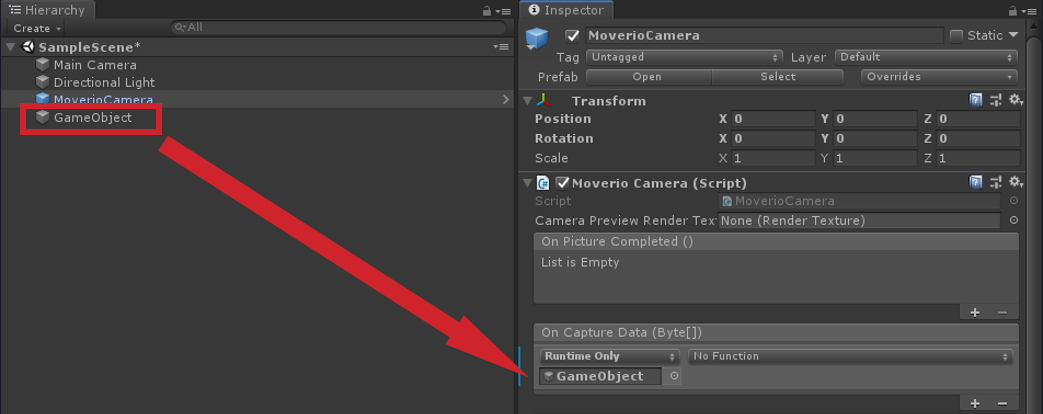 Hierarchy
Create
All
SampleScene*
Main Camera
Directional Light
MoverioCamera
GameObject
Inspector
MoverioCamera Static
Tag Untagged Layer Default
Prefab Open Select Overrides
Transform
Position X 0 Y 0 Z 0
Rotation X 0 Y 0 Z 0
Scale X 1 Y 1 Z 1
Moverio Camera (Script)
Script MoverioCamera
Camera Preview Render Tex None (Render Texture)
On Picture Completed ()
List is Empty
+ −
On Capture Data (Byte[])
Runtime Only No Function
GameObject
+ −